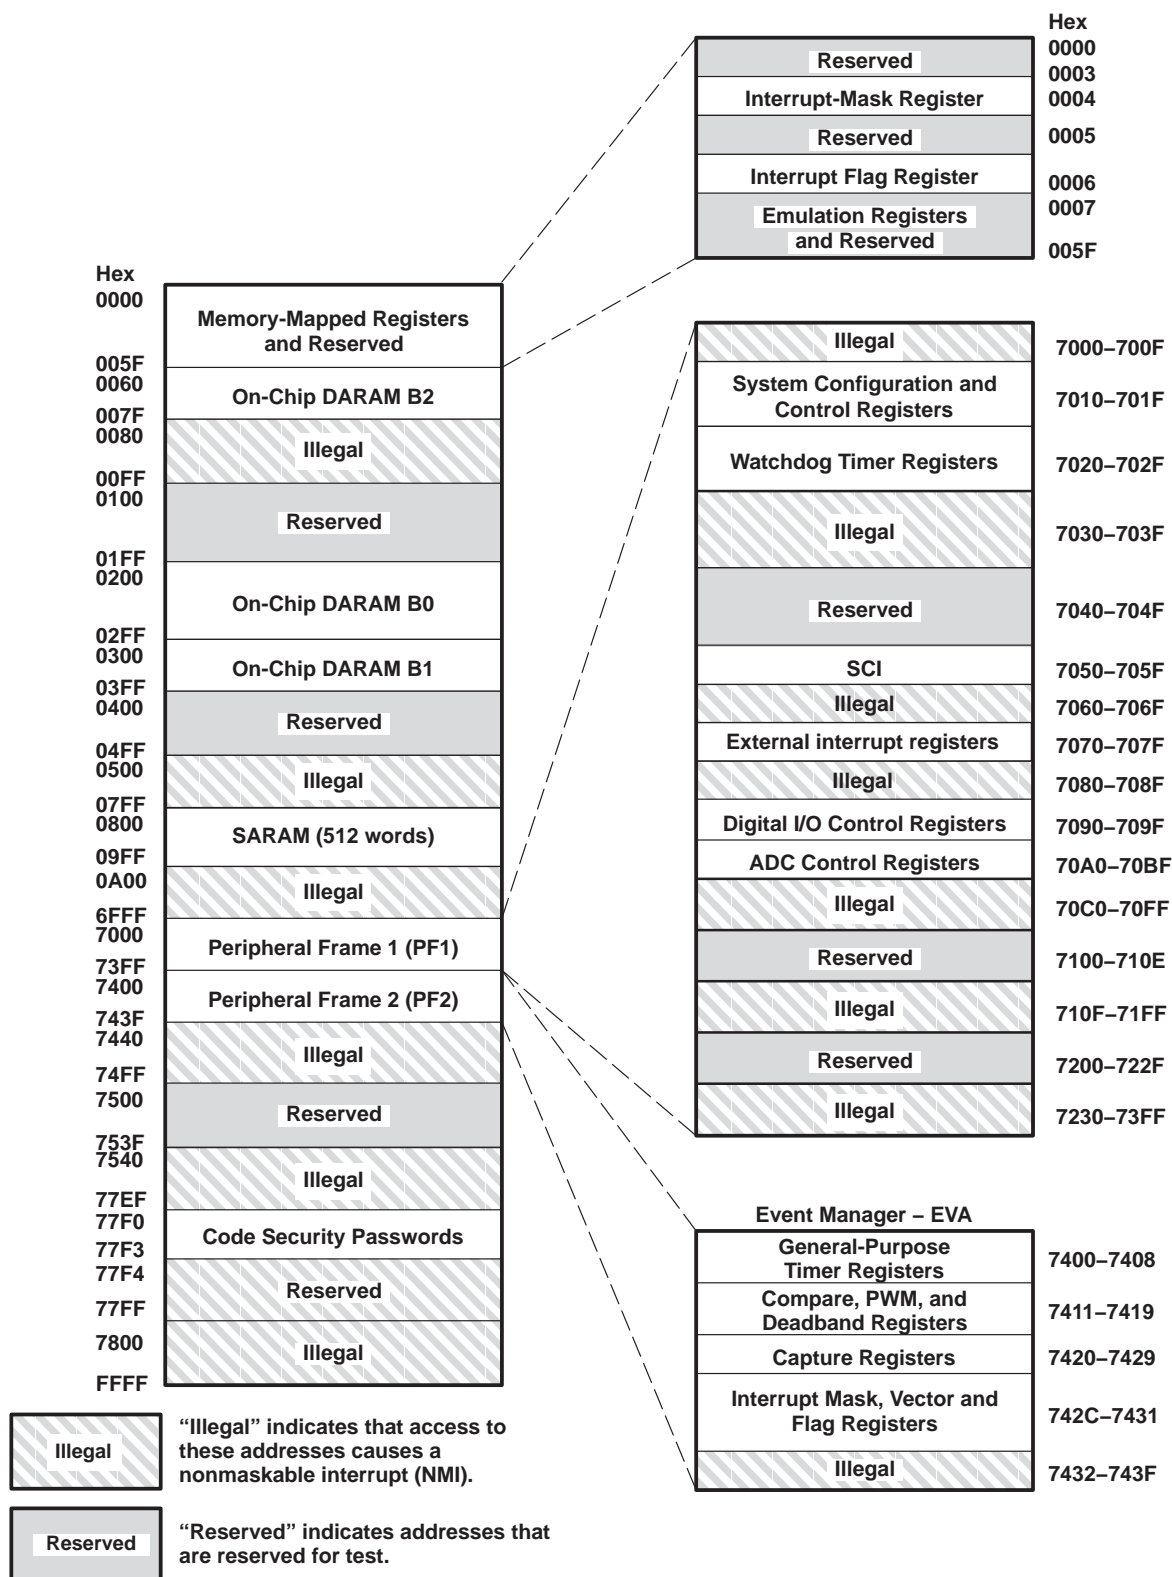 Hex
0000
Reserved
0003
Interrupt-Mask Register
0004
Reserved
0005
Interrupt Flag Register
0006
0007
Emulation Registers
and Reserved
005F
Hex
0000
Memory-Mapped Registers
and Reserved
005F
0060
On-Chip DARAM B2
007F
0080
Illegal
00FF
0100
Reserved
01FF
0200
On-Chip DARAM B0
02FF
0300
On-Chip DARAM B1
03FF
0400
Reserved
04FF
0500
Illegal
07FF
0800
SARAM (512 words)
09FF
0A00
Illegal
6FFF
7000
Peripheral Frame 1 (PF1)
73FF
7400
Peripheral Frame 2 (PF2)
743F
7440
Illegal
74FF
7500
Reserved
753F
7540
Illegal
77EF
77F0
Code Security Passwords
77F3
77F4
Reserved
77FF
7800
Illegal
FFFF
Illegal
7000–700F
System Configuration and
Control Registers
7010–701F
Watchdog Timer Registers
7020–702F
Illegal
7030–703F
Reserved
7040–704F
SCI
7050–705F
Illegal
7060–706F
External interrupt registers
7070–707F
Illegal
7080–708F
Digital I/O Control Registers
7090–709F
ADC Control Registers
70A0–70BF
Illegal
70C0–70FF
Reserved
7100–710E
Illegal
710F–71FF
Reserved
7200–722F
Illegal
7230–73FF
Event Manager – EVA
General-Purpose
Timer Registers
7400–7408
Compare, PWM, and
Deadband Registers
7411–7419
Capture Registers
7420–7429
Interrupt Mask, Vector and
Flag Registers
742C–7431
Illegal
7432–743F
Illegal
“Illegal” indicates that access to
these addresses causes a
nonmaskable interrupt (NMI).
Reserved
“Reserved” indicates addresses that
are reserved for test.